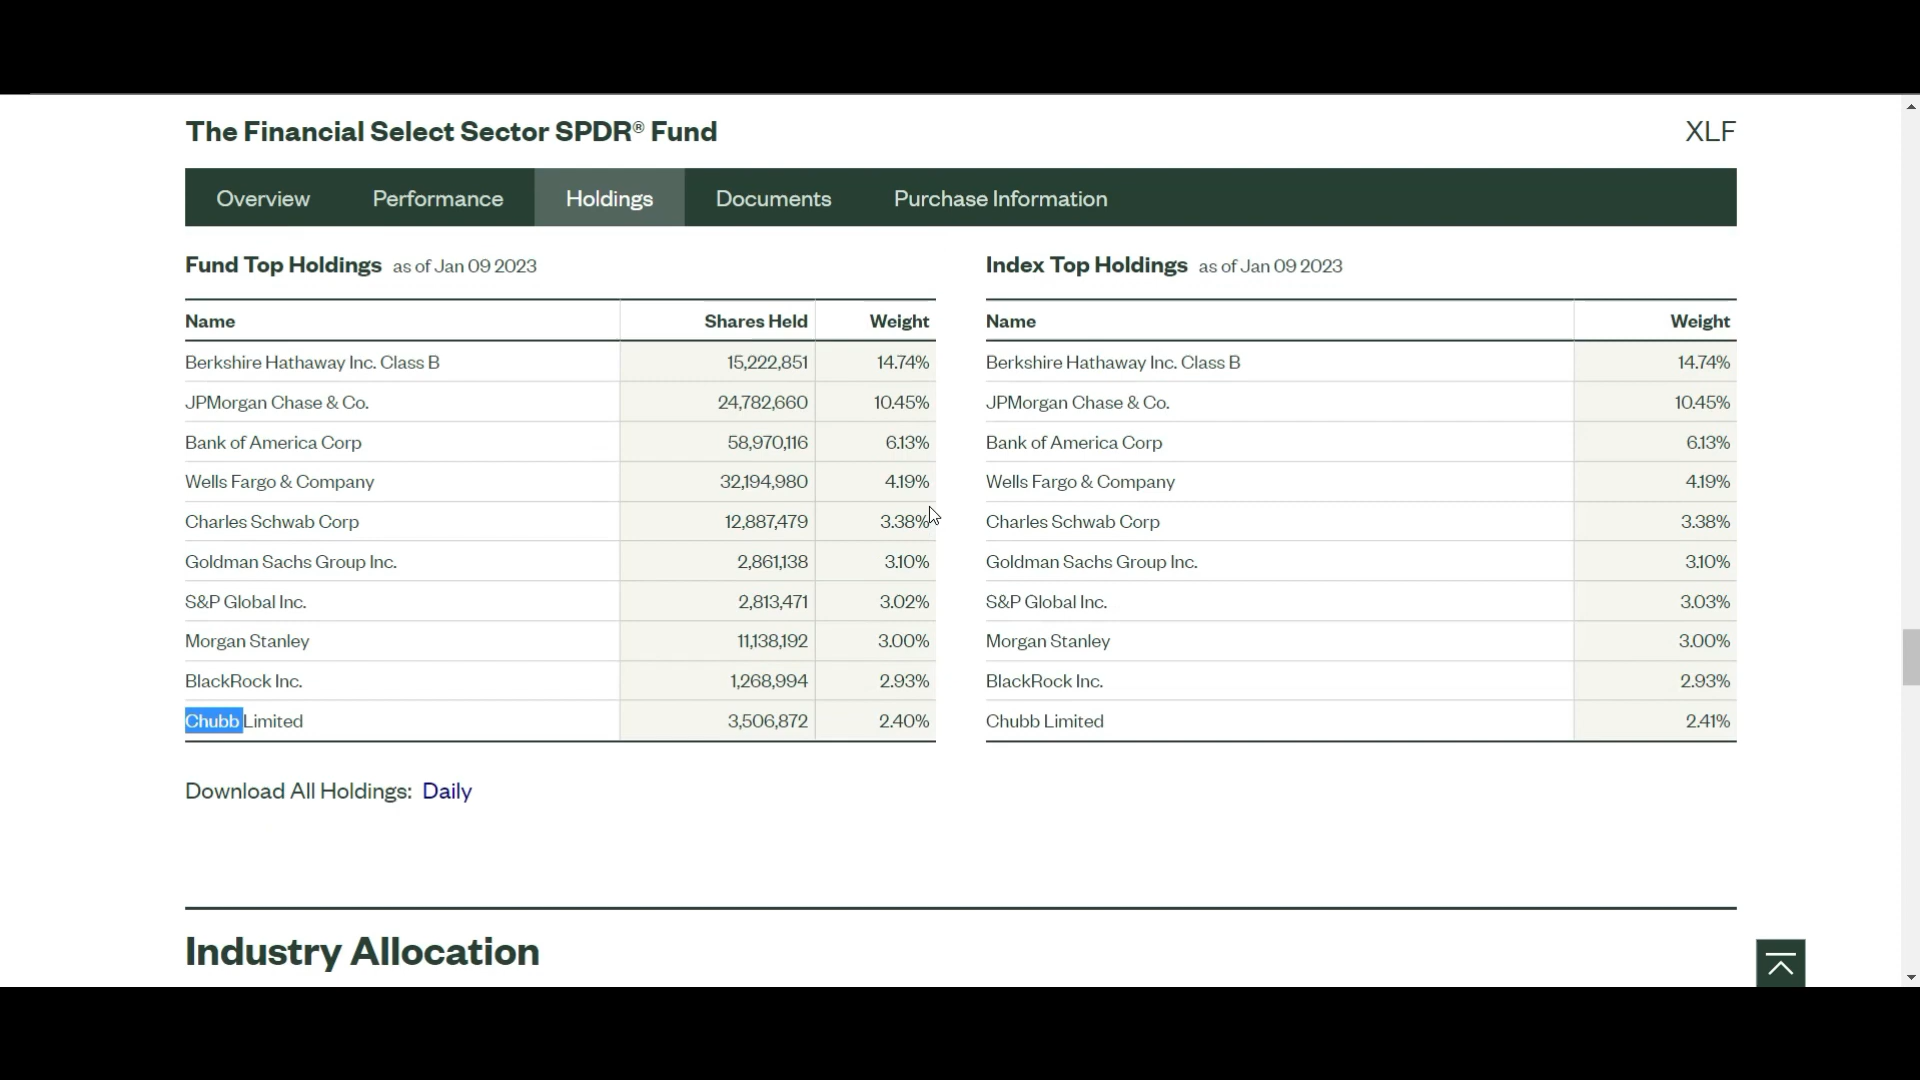 The Financial Select Sector SPDR® Fund XLF
Overview Performance Holdings Documents Purchase Information
Fund Top Holdings as of Jan 09 2023
Name Shares Held Weight
Berkshire Hathaway Inc. Class B 15,222,851 14.74%
JPMorgan Chase & Co. 24,782,660 10.45%
Bank of America Corp 58,970,116 6.13%
Wells Fargo & Company 32,194,980 4.19%
Charles Schwab Corp 12,887,479 3.38%
Goldman Sachs Group Inc. 2,861,138 3.10%
S&P Global Inc. 2,813,471 3.02%
Morgan Stanley 11,138,192 3.00%
BlackRock Inc. 1,268,994 2.93%
Chubb Limited 3,506,872 2.40%
Download All Holdings: Daily
Index Top Holdings as of Jan 09 2023
Name Weight
Berkshire Hathaway Inc. Class B 14.74%
JPMorgan Chase & Co. 10.45%
Bank of America Corp 6.13%
Wells Fargo & Company 4.19%
Charles Schwab Corp 3.38%
Goldman Sachs Group Inc. 3.10%
S&P Global Inc. 3.03%
Morgan Stanley 3.00%
BlackRock Inc. 2.93%
Chubb Limited 2.41%
Industry Allocation